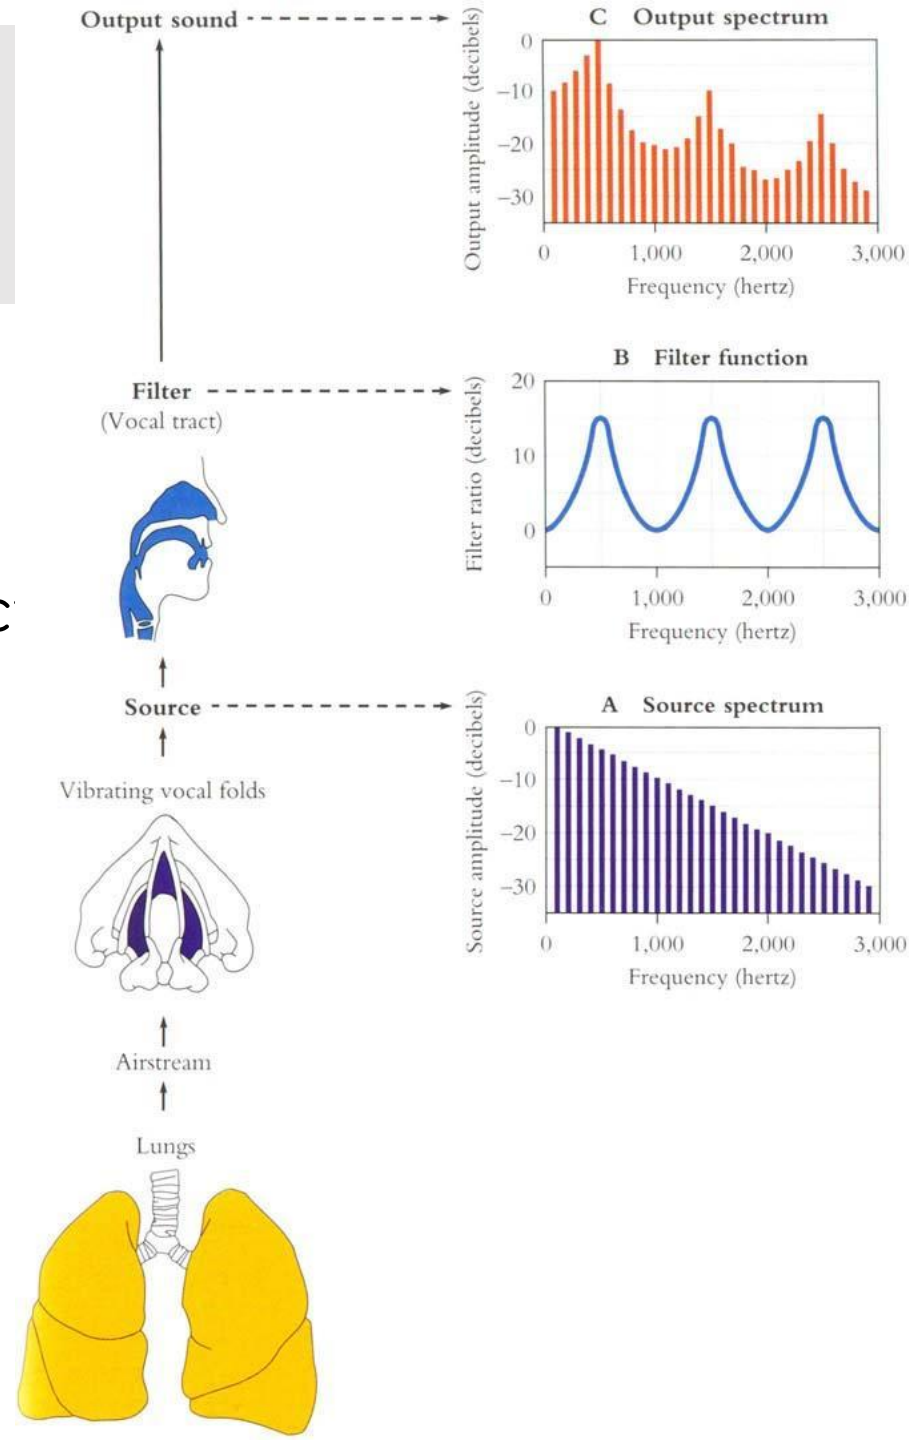 Output sound
C Output spectrum
Output amplitude (decibels)
0
−10
−20
−30
0 1,000 2,000 3,000
Frequency (hertz)
Filter
(Vocal tract)
B Filter function
Filter ratio (decibels)
20
10
0
0 1,000 2,000 3,000
Frequency (hertz)
Source
A Source spectrum
Source amplitude (decibels)
0
−10
−20
−30
0 1,000 2,000 3,000
Frequency (hertz)
Vibrating vocal folds
Airstream
Lungs